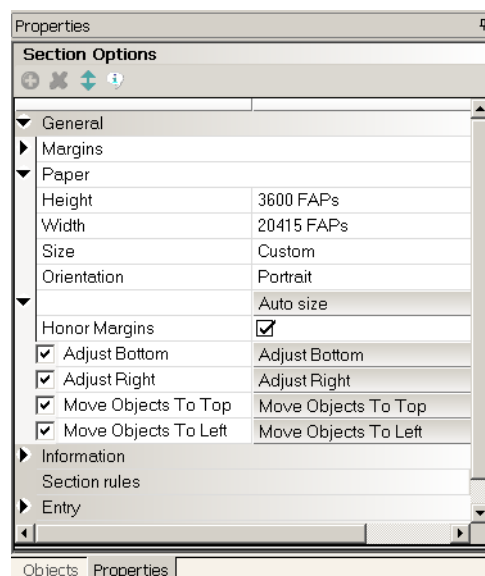 Properties
Section Options
General
Margins
Paper
Height 3600 FAPs
Width 20415 FAPs
Size Custom
Orientation Portrait
Auto size
Honor Margins
Adjust Bottom Adjust Bottom
Adjust Right Adjust Right
Move Objects To Top Move Objects To Top
Move Objects To Left Move Objects To Left
Information
Section rules
Entry
Objects Properties